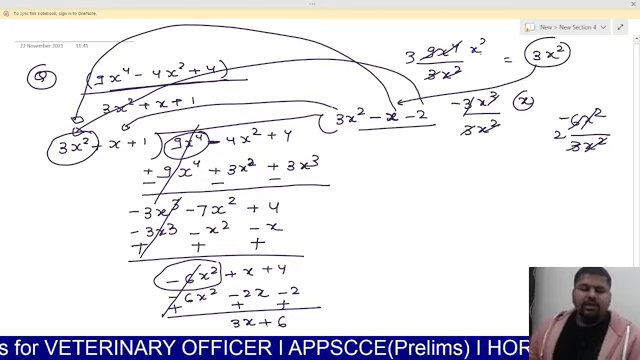 To sync this notebook, sign in to OneNote.
New » New Section 4
22 November 2021 11:45
Q (9x⁴ - 4x² + 4)
3x² + x + 1
3x² - x + 1) 9x⁴ - 4x² + 4 (3x² - x - 2
+ 9x⁴ + 3x² + 3x³
- - -
- 3x³ - 7x² + 4
- 3x³ - x² - x
+ + +
- 6x² + x + 4
- 6x² - 2x - 2
+ + +
3x + 6
3 9x⁴ x² / 3x² = 3x²
- 3x³ / 3x² (x)
2 - 6x² / 3x²
s for VETERINARY OFFICER I APPSCCE(Prelims) I HOR